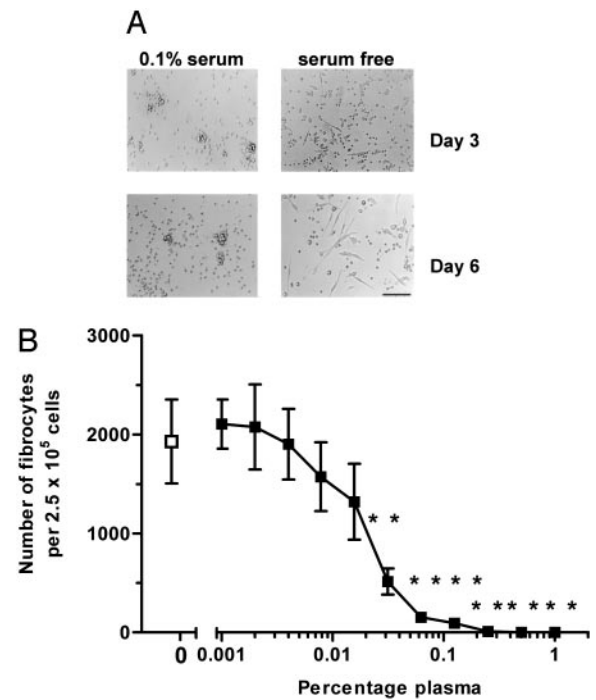 A
0.1% serum serum free
Day 3
Day 6
B
Number of fibrocytes
per 2.5 x 10⁵ cells
3000
2000
1000
0
* *
* * * *
* ** * * *
0 0.001 0.01 0.1 1
Percentage plasma